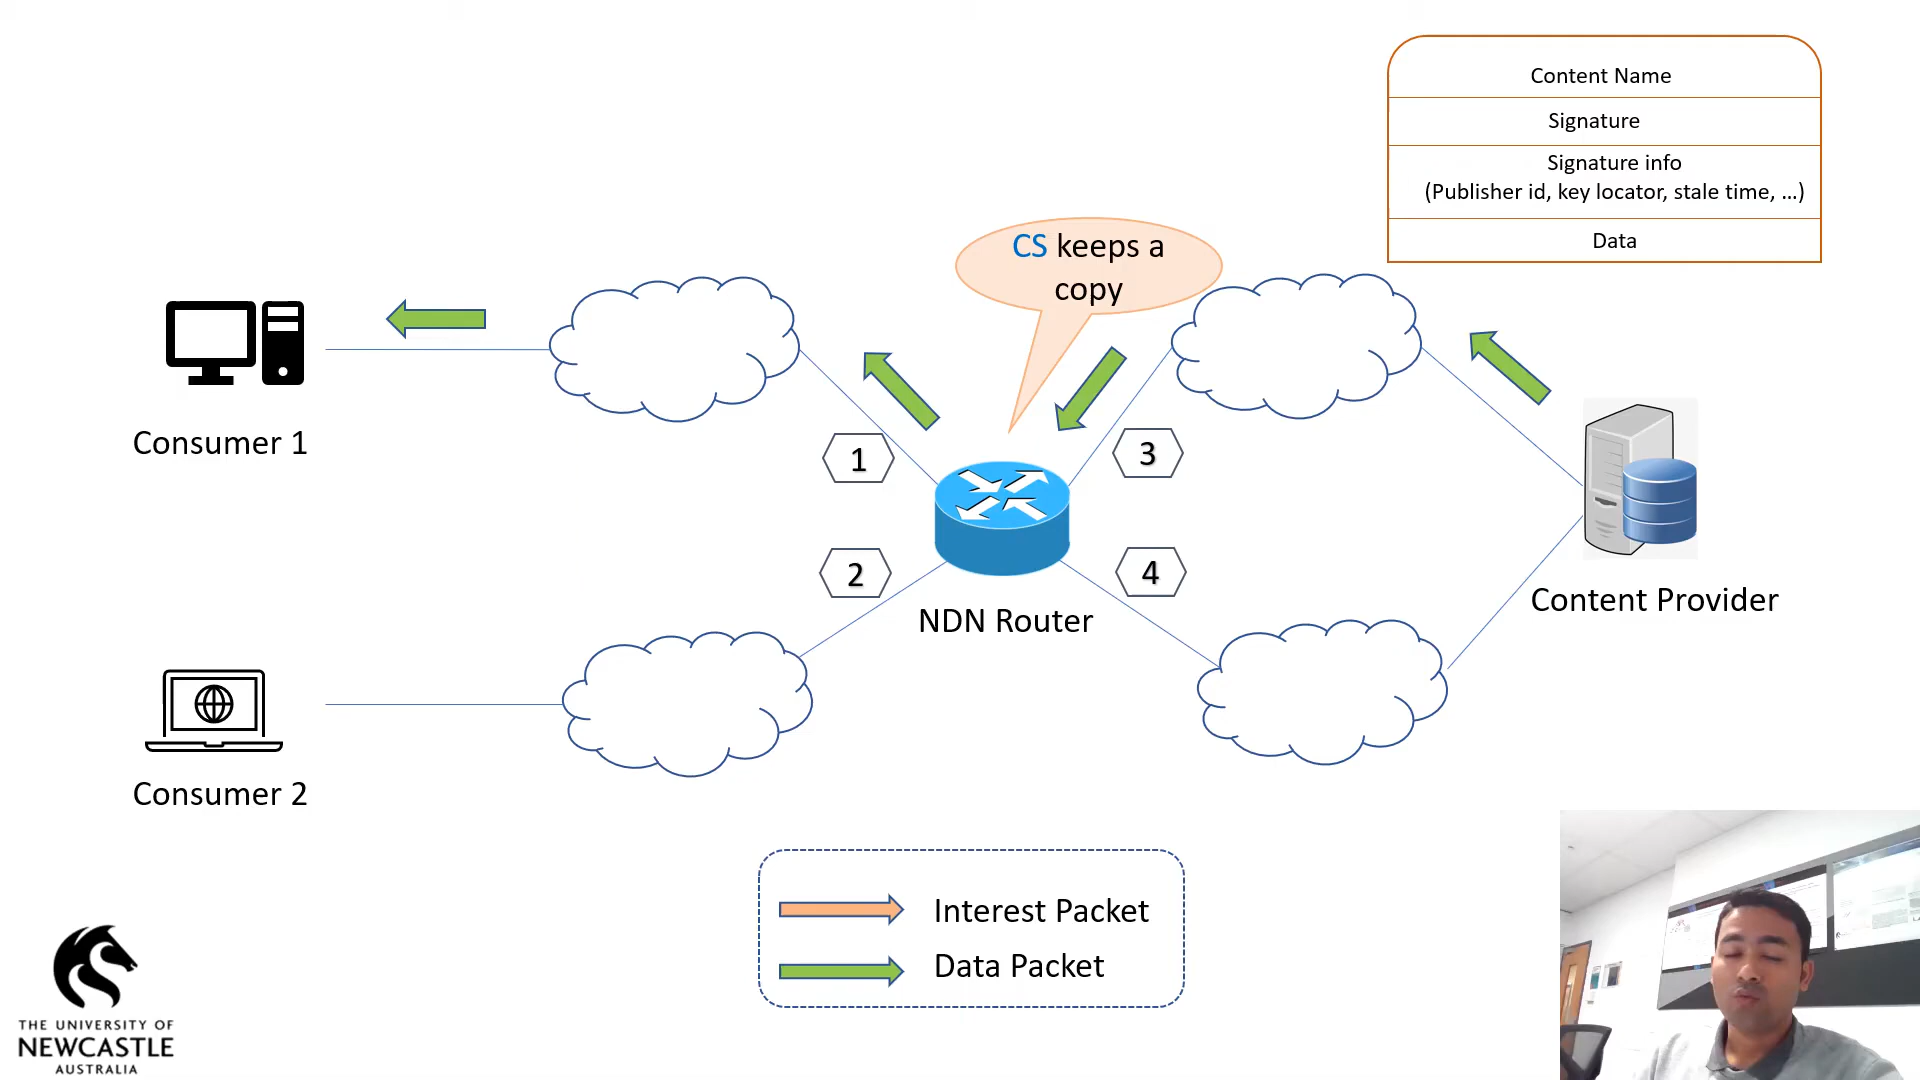 Content Name
Signature
Signature info
(Publisher id, key locator, stale time, ...)
Data
CS keeps a
copy
Consumer 1
1
3
2
4
NDN Router
Content Provider
Consumer 2
Interest Packet
Data Packet
THE UNIVERSITY OF
NEWCASTLE
AUSTRALIA